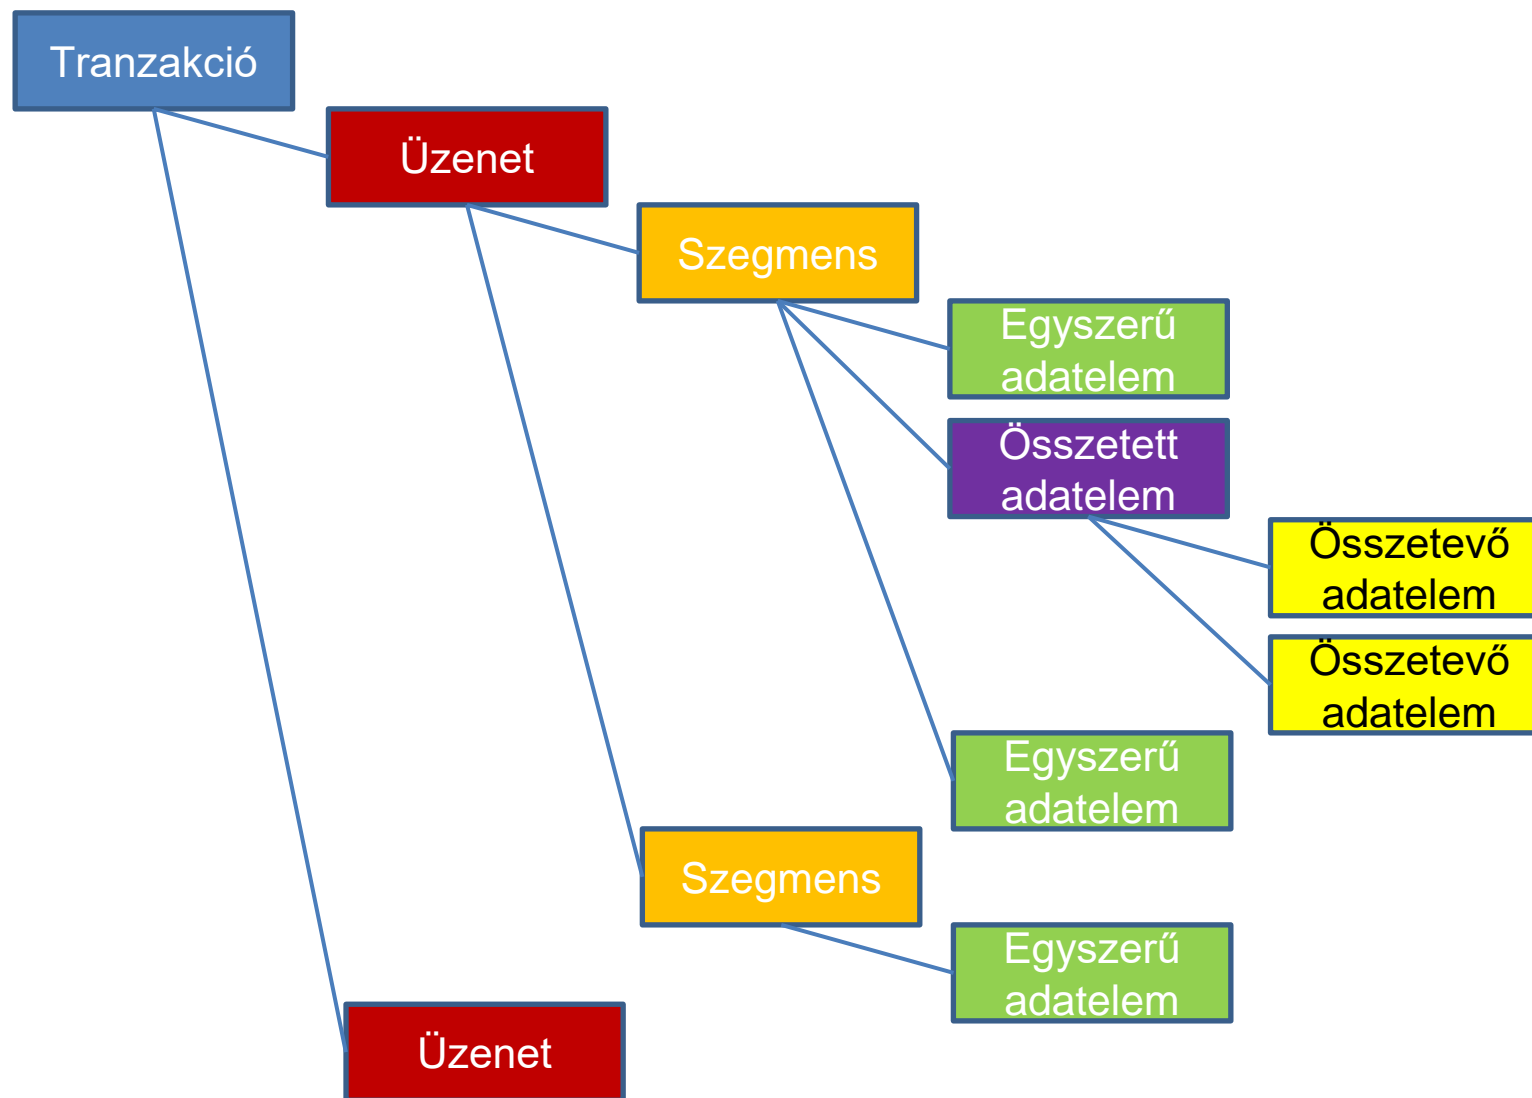 Tranzakció
Üzenet
Szegmens
Egyszerű
adatelem
Összetett
adatelem
Összetevő
adatelem
Összetevő
adatelem
Egyszerű
adatelem
Szegmens
Egyszerű
adatelem
Üzenet